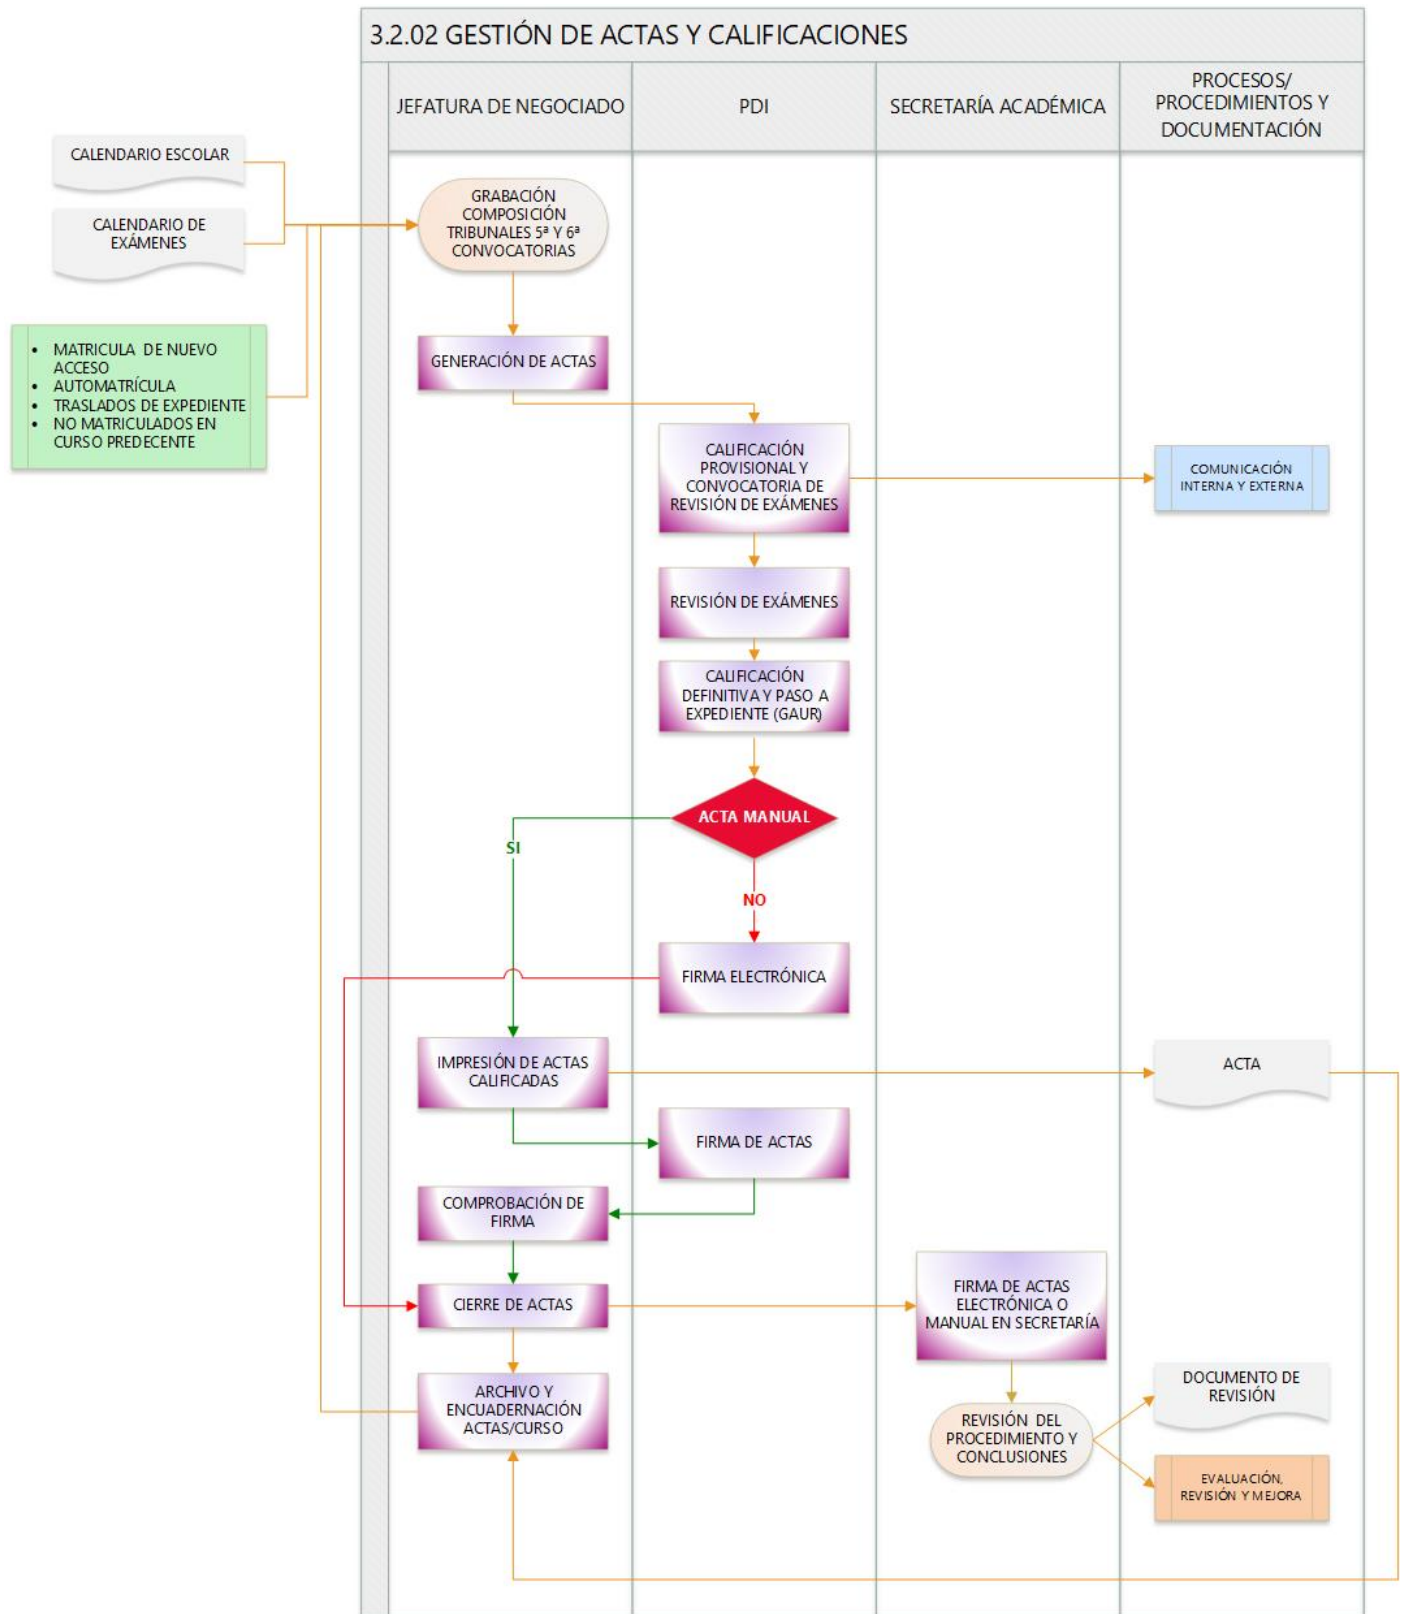 3.2.02 GESTIÓN DE ACTAS Y CALIFICACIONES
JEFATURA DE NEGOCIADO
PDI
SECRETARÍA ACADÉMICA
PROCESOS/
PROCEDIMIENTOS Y
DOCUMENTACIÓN
CALENDARIO ESCOLAR
CALENDARIO DE
EXÁMENES
• MATRICULA DE NUEVO
ACCESO
• AUTOMATRÍCULA
• TRASLADOS DE EXPEDIENTE
• NO MATRICULADOS EN
CURSO PREDECENTE
GRABACIÓN
COMPOSICIÓN
TRIBUNALES 5ª Y 6ª
CONVOCATORIAS
GENERACIÓN DE ACTAS
CALIFICACIÓN
PROVISIONAL Y
CONVOCATORIA DE
REVISIÓN DE EXÁMENES
COMUNICACIÓN
INTERNA Y EXTERNA
REVISIÓN DE EXÁMENES
CALIFICACIÓN
DEFINITIVA Y PASO A
EXPEDIENTE (GAUR)
ACTA MANUAL
SI
NO
FIRMA ELECTRÓNICA
IMPRESIÓN DE ACTAS
CALIFICADAS
ACTA
FIRMA DE ACTAS
COMPROBACIÓN DE
FIRMA
CIERRE DE ACTAS
FIRMA DE ACTAS
ELECTRÓNICA O
MANUAL EN SECRETARÍA
ARCHIVO Y
ENCUADERNACIÓN
ACTAS/CURSO
REVISIÓN DEL
PROCEDIMIENTO Y
CONCLUSIONES
DOCUMENTO DE
REVISIÓN
EVALUACIÓN,
REVISIÓN Y MEJORA